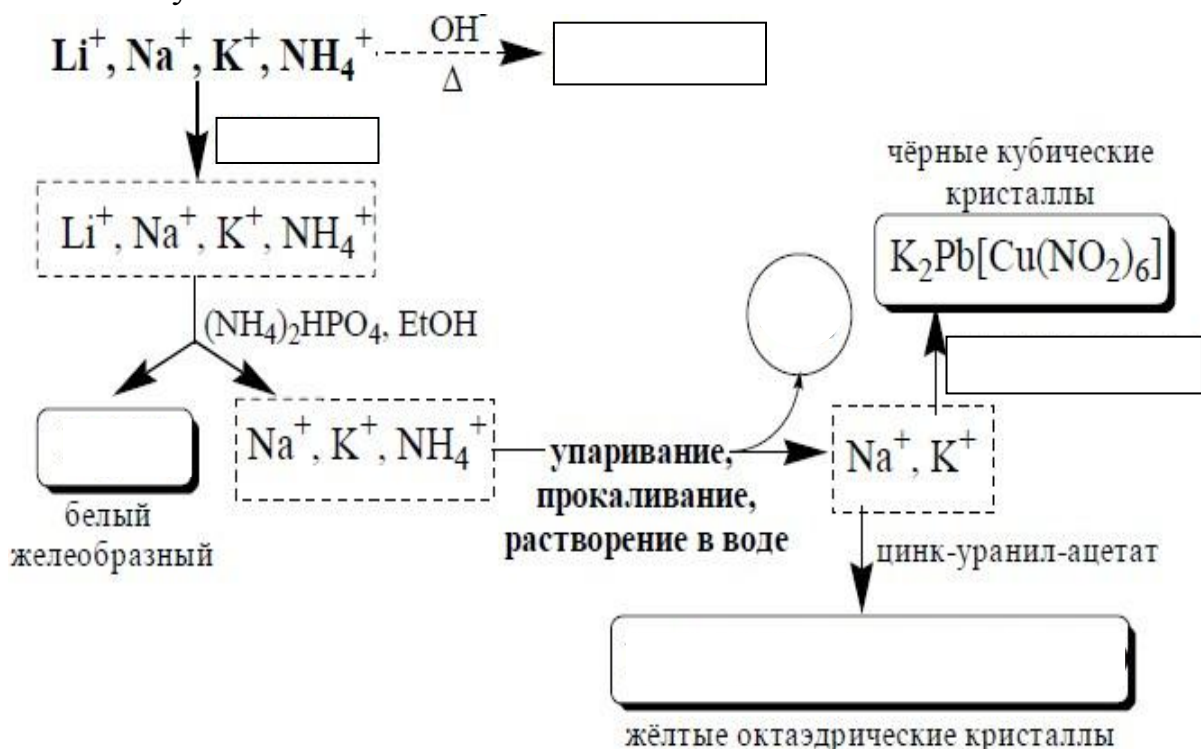 Li⁺, Na⁺, K⁺, NH₄⁺
OH⁻
Δ
Li⁺, Na⁺, K⁺, NH₄⁺
(NH₄)₂HPO₄, EtOH
белый
желеобразный
Na⁺, K⁺, NH₄⁺
упаривание,
прокаливание,
растворение в воде
Na⁺, K⁺
чёрные кубические
кристаллы
K₂Pb[Cu(NO₂)₆]
цинк-уранил-ацетат
жёлтые октаэдрические кристаллы